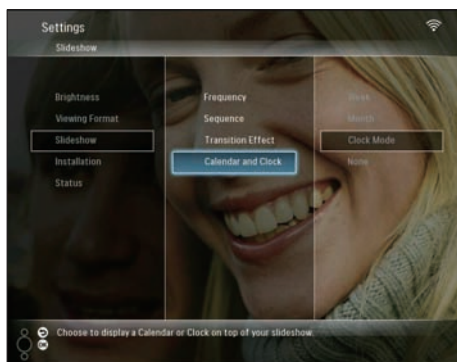 Settings
Slideshow
Brightness
Viewing Format
Slideshow
Installation
Status
Frequency
Sequence
Transition Effect
Calendar and Clock
Week
Month
Clock Mode
None
Choose to display a Calendar or Clock on top of your slideshow.
OK